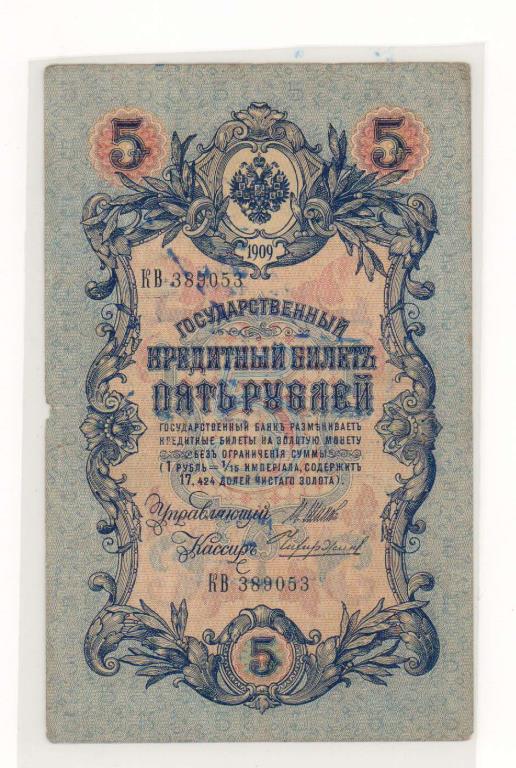 5 5
1909
КВ 389053
ГОСУДАРСТВЕННЫЙ
КРЕДИТНЫЙ БИЛЕТЪ
ПЯТЬ РУБЛЕЙ
ГОСУДАРСТВЕННЫЙ БАНКЪ РАЗМѢНИВАЕТЪ
КРЕДИТНЫЕ БИЛЕТЫ НА ЗОЛОТУЮ МОНЕТУ
БЕЗЪ ОГРАНИЧЕНІЯ СУММЫ
(1 РУБЛЬ = 1/15 ИМПЕРІАЛА, СОДЕРЖИТЪ
17,424 ДОЛЕЙ ЧИСТАГО ЗОЛОТА).
Управляющій
Кассиръ
КВ 389053
5